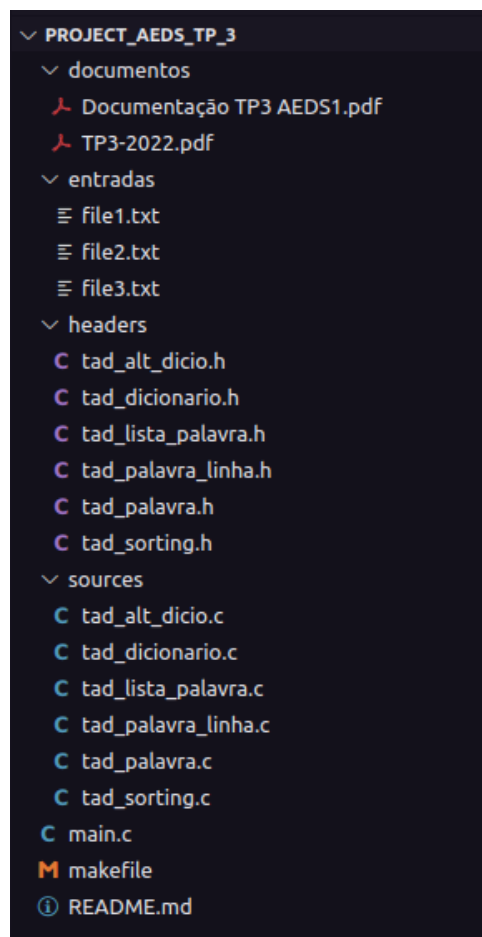 PROJECT_AEDS_TP_3
documentos
Documentação TP3 AEDS1.pdf
TP3-2022.pdf
entradas
file1.txt
file2.txt
file3.txt
headers
C tad_alt_dicio.h
C tad_dicionario.h
C tad_lista_palavra.h
C tad_palavra_linha.h
C tad_palavra.h
C tad_sorting.h
sources
C tad_alt_dicio.c
C tad_dicionario.c
C tad_lista_palavra.c
C tad_palavra_linha.c
C tad_palavra.c
C tad_sorting.c
C main.c
M makefile
README.md